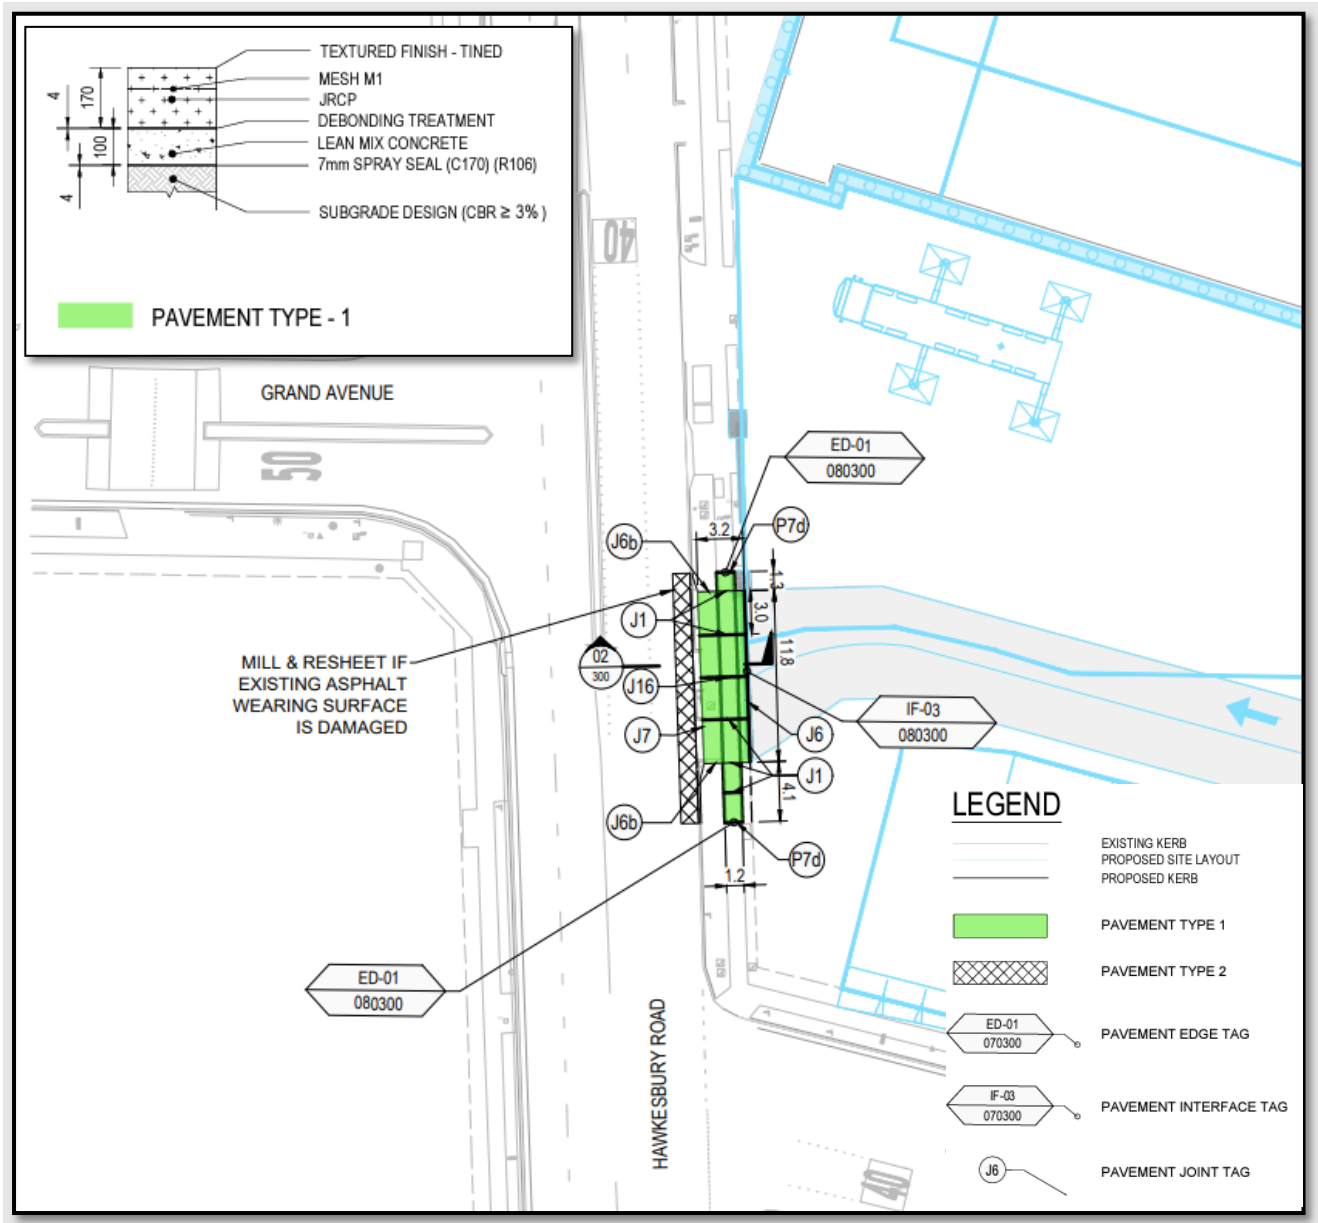 TEXTURED FINISH - TINED
MESH M1
JRCP
DEBONDING TREATMENT
LEAN MIX CONCRETE
7mm SPRAY SEAL (C170) (R106)
SUBGRADE DESIGN (CBR ≥ 3% )
4
170
100
4
PAVEMENT TYPE - 1
40
GRAND AVENUE
50
ED-01
080300
P7d
3.2
J6b
1.3
3.0
J1
11.8
02
300
MILL & RESHEET IF
EXISTING ASPHALT
WEARING SURFACE
IS DAMAGED
J16
IF-03
080300
J7
J6
J1
4.1
J6b
P7d
1.2
ED-01
080300
HAWKESBURY ROAD
40
LEGEND
EXISTING KERB
PROPOSED SITE LAYOUT
PROPOSED KERB
PAVEMENT TYPE 1
PAVEMENT TYPE 2
ED-01
070300
PAVEMENT EDGE TAG
IF-03
070300
PAVEMENT INTERFACE TAG
J6
PAVEMENT JOINT TAG